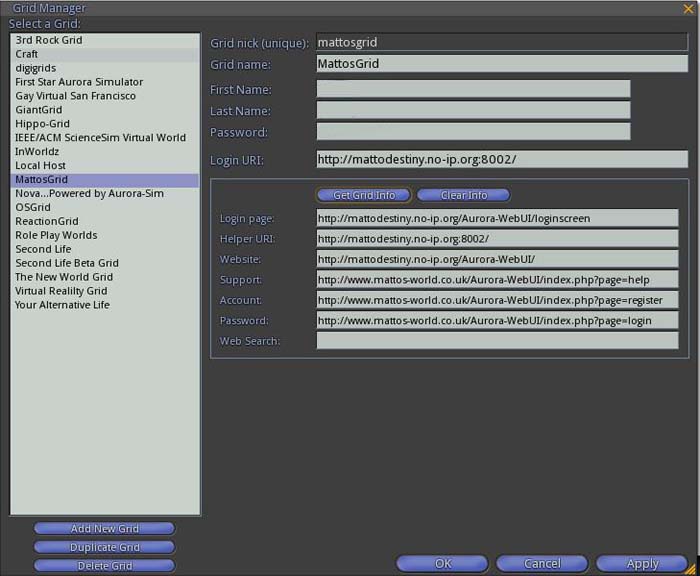 Grid Manager
Select a Grid:
3rd Rock Grid
Craft
digigrids
First Star Aurora Simulator
Gay Virtual San Francisco
GiantGrid
Hippo-Grid
IEEE/ACM ScienceSim Virtual World
InWorldz
Local Host
MattosGrid
Nova...Powered by Aurora-Sim
OSGrid
ReactionGrid
Role Play Worlds
Second Life
Second Life Beta Grid
The New World Grid
Virtual Realilty Grid
Your Alternative Life
Add New Grid
Duplicate Grid
Delete Grid
Grid nick (unique): mattosgrid
Grid name: MattosGrid
First Name:
Last Name:
Password:
Login URI: http://mattodestiny.no-ip.org:8002/
Get Grid Info Clear Info
Login page: http://mattodestiny.no-ip.org/Aurora-WebUI/loginscreen
Helper URI: http://mattodestiny.no-ip.org:8002/
Website: http://mattodestiny.no-ip.org/Aurora-WebUI/
Support: http://www.mattos-world.co.uk/Aurora-WebUI/index.php?page=help
Account: http://www.mattos-world.co.uk/Aurora-WebUI/index.php?page=register
Password: http://www.mattos-world.co.uk/Aurora-WebUI/index.php?page=login
Web Search:
OK Cancel Apply